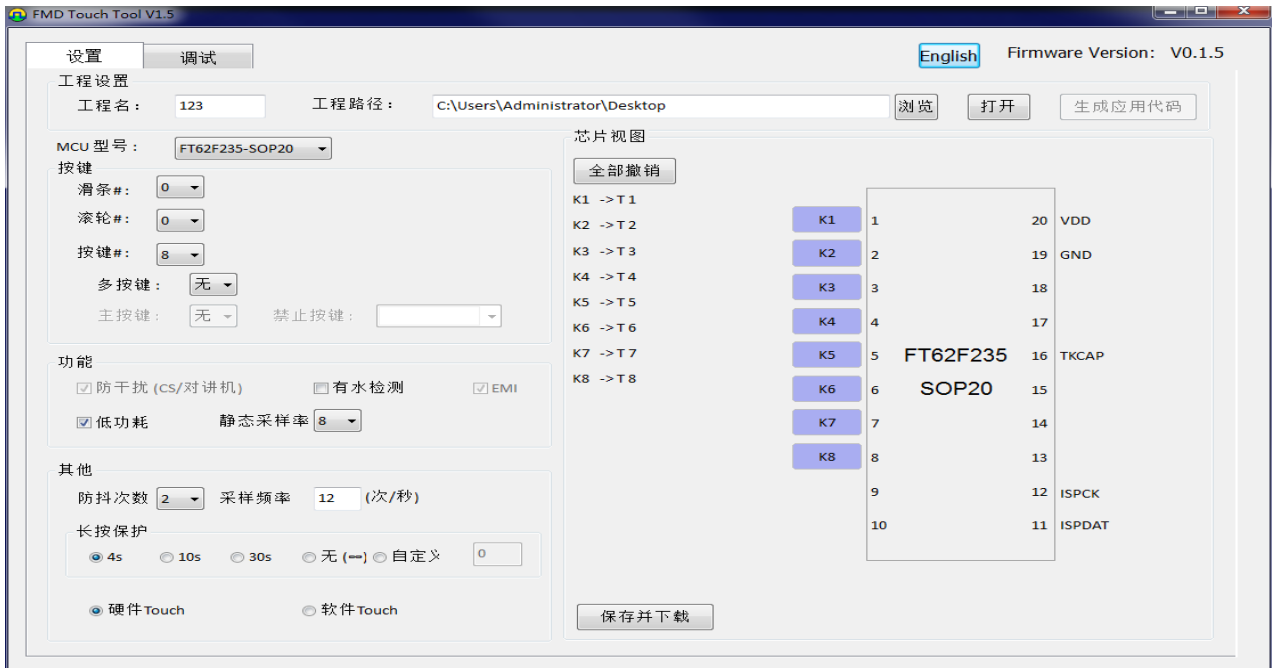 FMD Touch Tool V1.5
设置 调试 English Firmware Version: V0.1.5
工程设置
工程名: 123 工程路径: C:\Users\Administrator\Desktop 浏览 打开 生成应用代码
MCU型号: FT62F235-SOP20
按键
滑条#: 0
滚轮#: 0
按键#: 8
多按键: 无
主按键: 无 禁止按键:
功能
防干扰(CS/对讲机) 有水检测 EMI
低功耗 静态采样率 8
其他
防抖次数 2 采样频率 12 (次/秒)
长按保护
4s 10s 30s 无(∞) 自定义 0
硬件Touch 软件Touch
芯片视图
全部撤销
K1 ->T1
K2 ->T2
K3 ->T3
K4 ->T4
K5 ->T5
K6 ->T6
K7 ->T7
K8 ->T8
K1 1 20 VDD
K2 2 19 GND
K3 3 18
K4 4 17
K5 5 FT62F235 16 TKCAP
K6 6 SOP20 15
K7 7 14
K8 8 13
9 12 ISPCK
10 11 ISPDAT
保存并下载